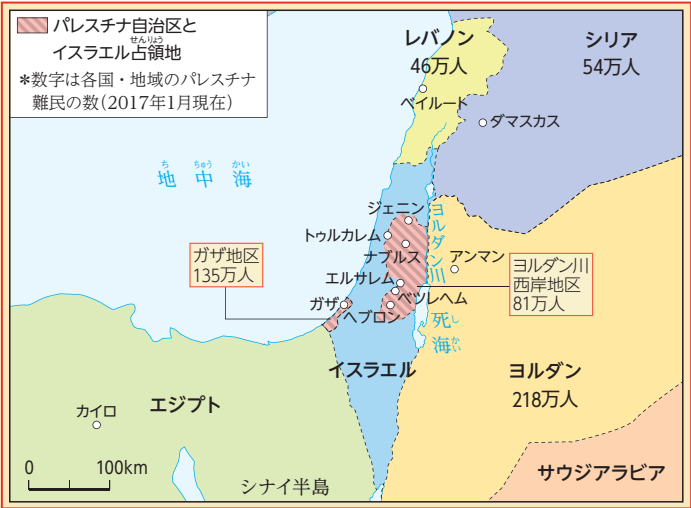 パレスチナ自治区と
せんりょう
イスラエル占領地
*数字は各国・地域のパレスチナ
難民の数(2017年1月現在)
レバノン
46万人
シリア
54万人
ベイルート
ダマスカス
ち ちゅう かい
地中海
ジェニン
トゥルカレム
ナブルス
ヨルダン川
アンマン
ガザ地区
135万人
エルサレム
ヨルダン川
西岸地区
81万人
ガザ
ヘブロン
ベツレヘム
死海
し かい
イスラエル
ヨルダン
218万人
エジプト
カイロ
0 100km
シナイ半島
サウジアラビア